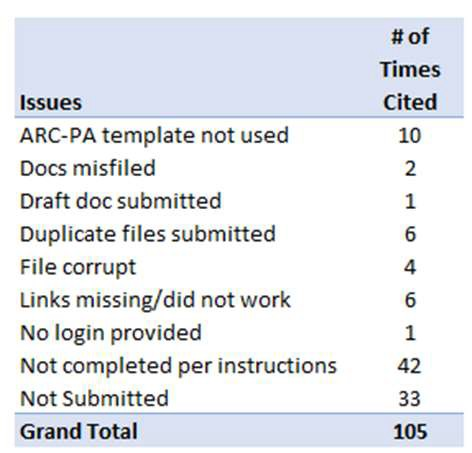 # of
Times
Issues Cited
ARC-PA template not used 10
Docs misfiled 2
Draft doc submitted 1
Duplicate files submitted 6
File corrupt 4
Links missing/did not work 6
No login provided 1
Not completed per instructions 42
Not Submitted 33
Grand Total 105